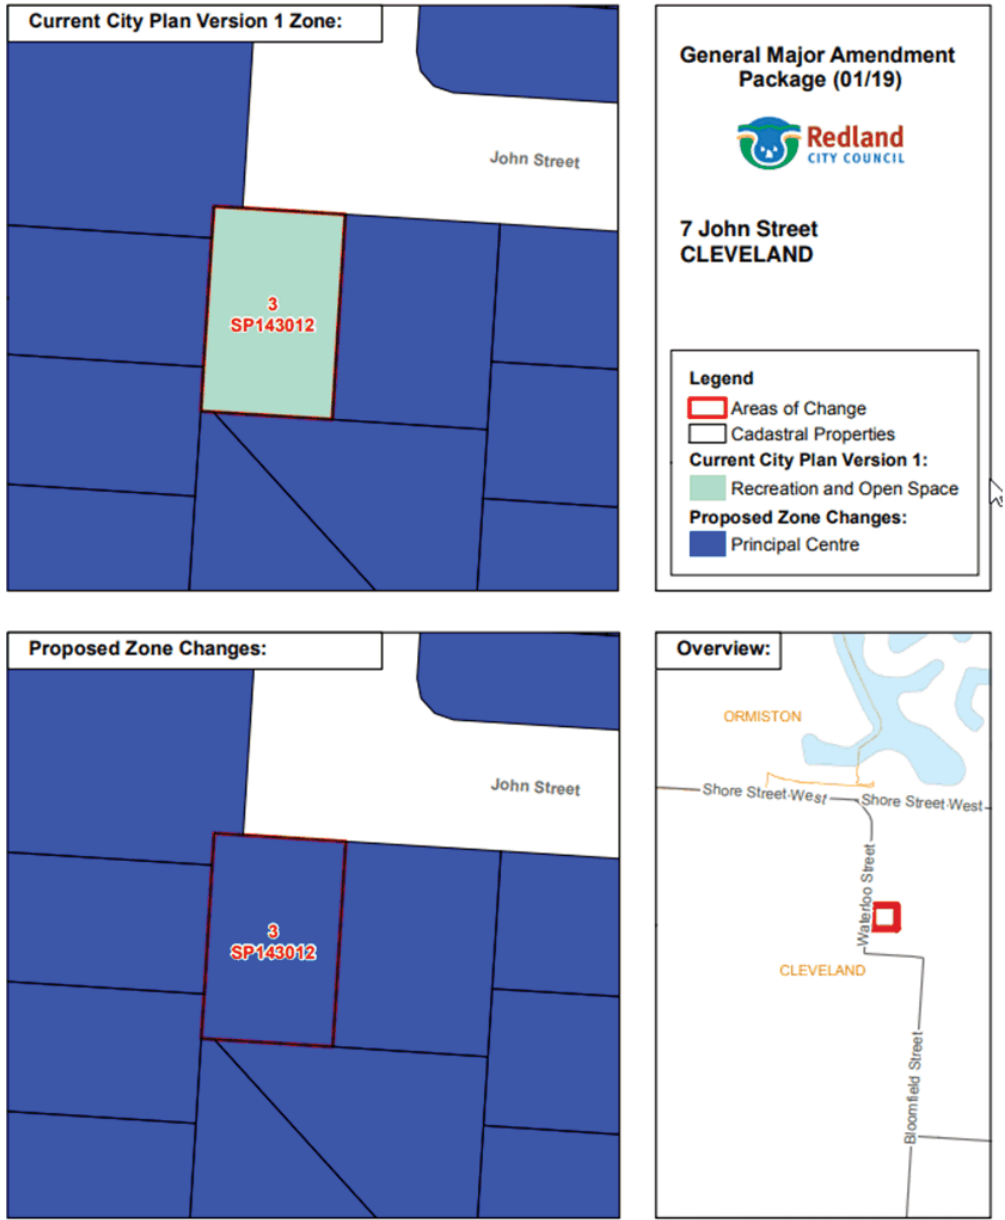 Current City Plan Version 1 Zone:
John Street
3
SP143012
General Major Amendment
Package (01/19)
Redland
CITY COUNCIL
7 John Street
CLEVELAND
Legend
Areas of Change
Cadastral Properties
Current City Plan Version 1:
Recreation and Open Space
Proposed Zone Changes:
Principal Centre
Proposed Zone Changes:
John Street
3
SP143012
Overview:
ORMISTON
Shore Street West
Shore Street West
Waterloo Street
CLEVELAND
Bloomfield Street